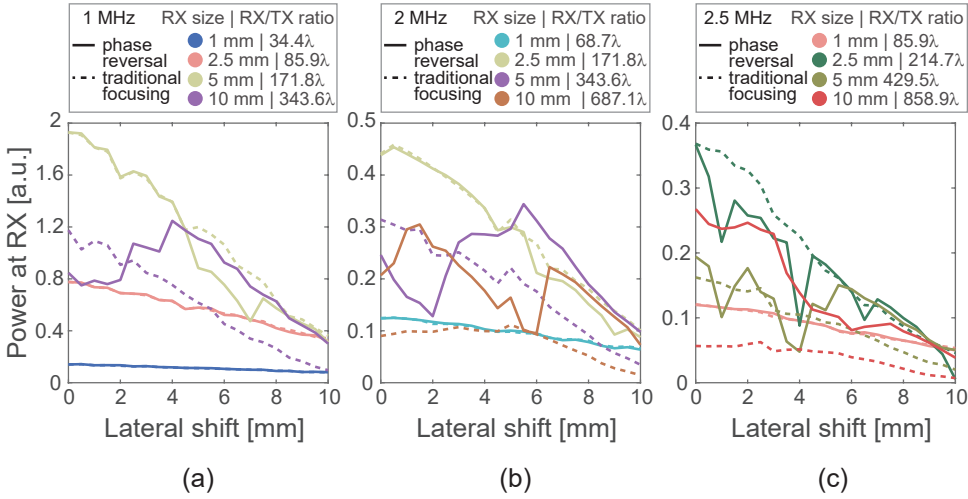 1 MHz RX size | RX/TX ratio
phase reversal
traditional focusing
1 mm | 34.4λ
2.5 mm | 85.9λ
5 mm | 171.8λ
10 mm | 343.6λ
2 MHz RX size | RX/TX ratio
phase reversal
traditional focusing
1 mm | 68.7λ
2.5 mm | 171.8λ
5 mm | 343.6λ
10 mm | 687.1λ
2.5 MHz RX size | RX/TX ratio
phase reversal
traditional focusing
1 mm | 85.9λ
2.5 mm | 214.7λ
5 mm 429.5λ
10 mm | 858.9λ
Power at RX [a.u.]
2
1.6
1.2
0.8
0.4
0
0 2 4 6 8 10
Lateral shift [mm]
(a)
0.5
0.4
0.3
0.2
0.1
0
0 2 4 6 8 10
Lateral shift [mm]
(b)
0.4
0.3
0.2
0.1
0
0 2 4 6 8 10
Lateral shift [mm]
(c)